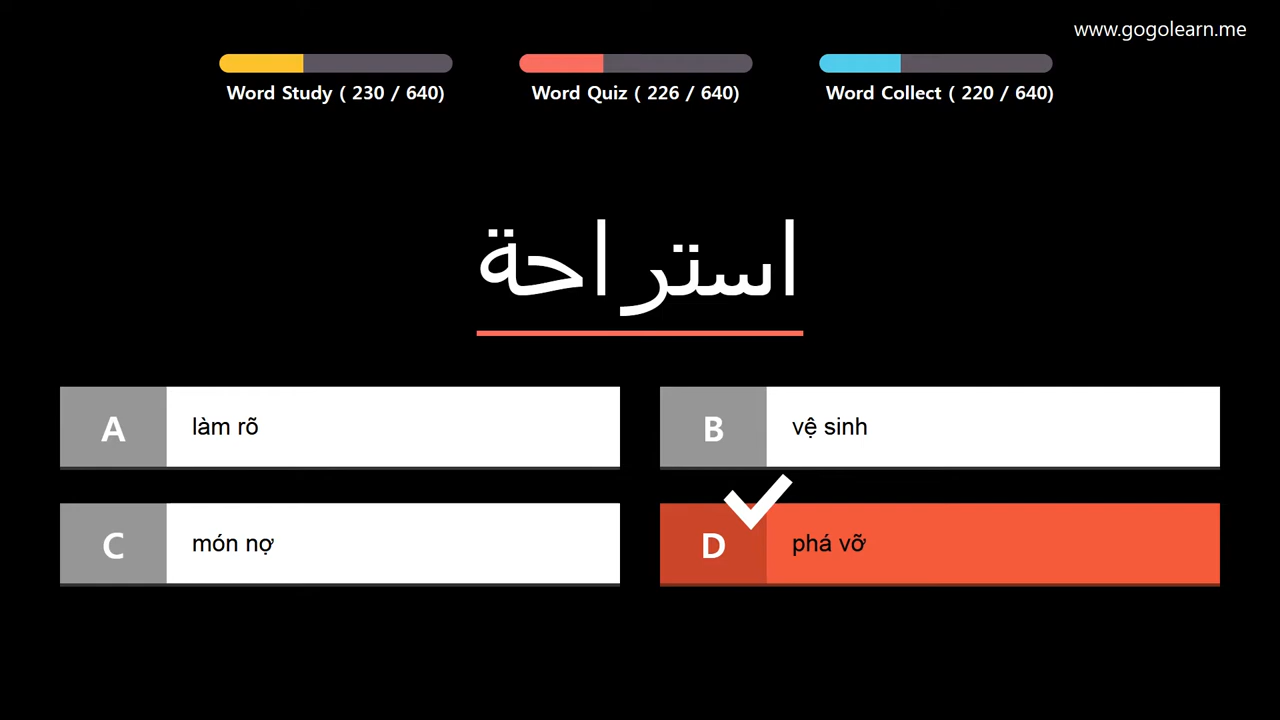 www.gogolearn.me
Word Study ( 230 / 640)
Word Quiz ( 226 / 640)
Word Collect ( 220 / 640)
استراحة
A
làm rõ
B
vệ sinh
C
món nợ
D
phá vỡ